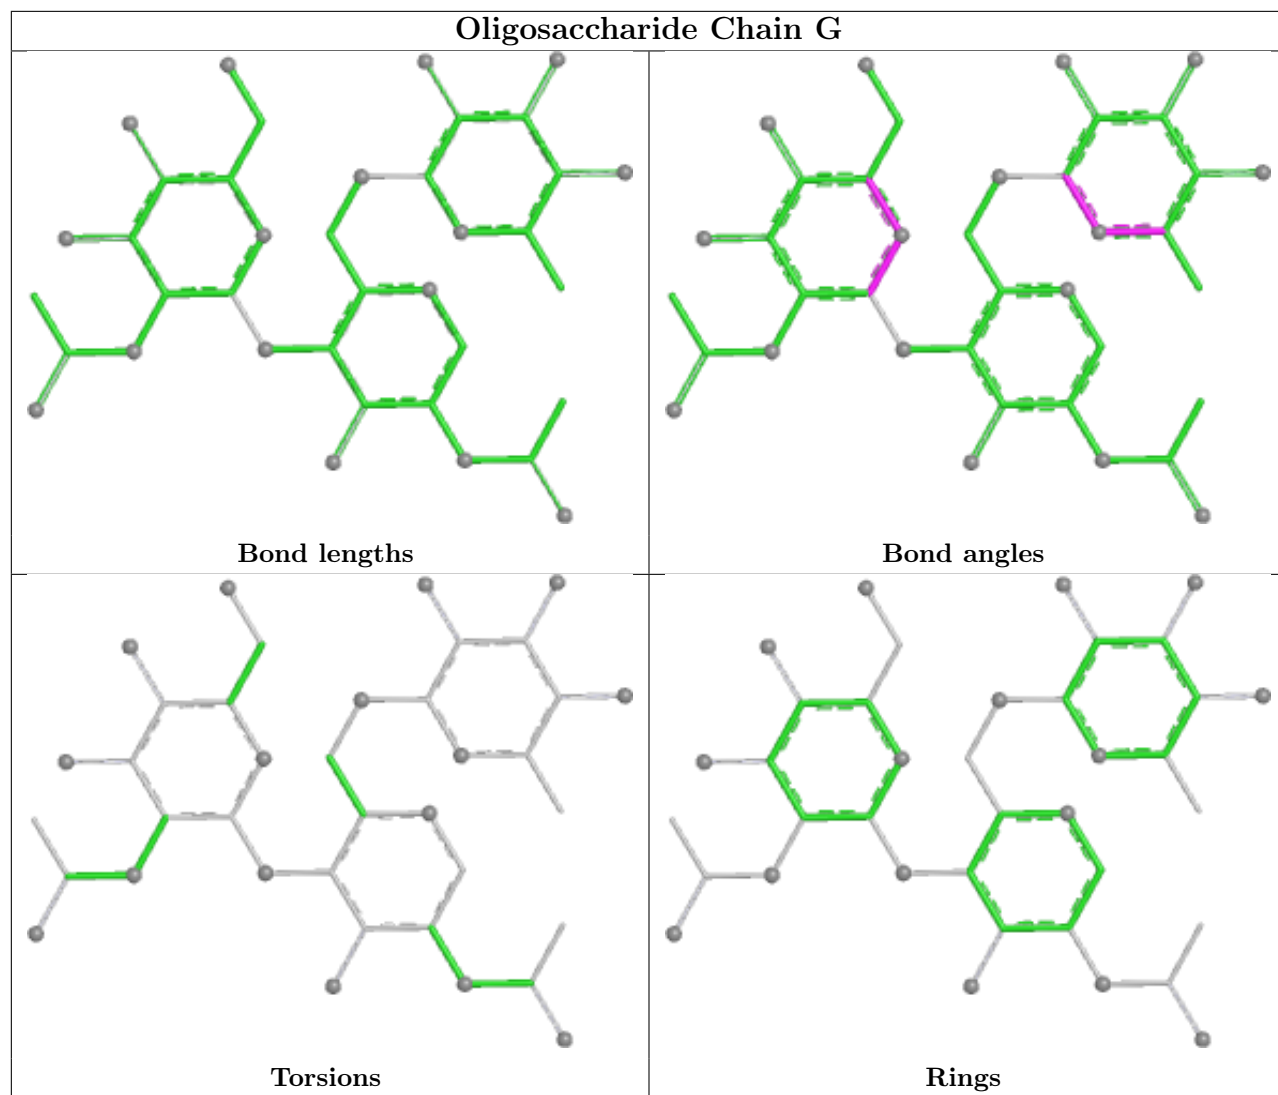 Oligosaccharide Chain G
Bond lengths
Bond angles
Torsions
Rings